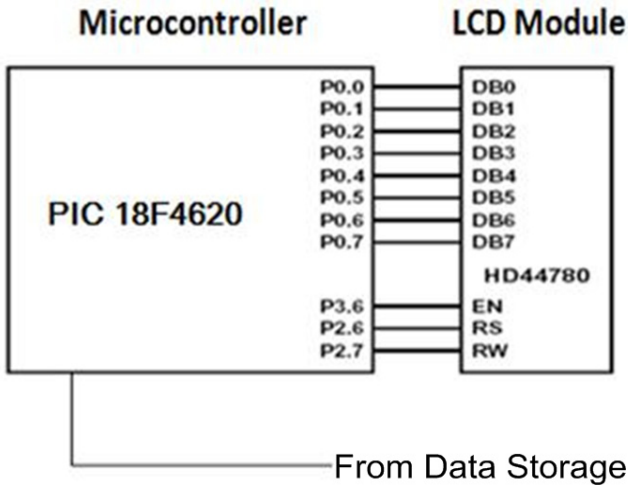 Microcontroller LCD Module
P0.0 DB0
P0.1 DB1
P0.2 DB2
P0.3 DB3
P0.4 DB4
P0.5 DB5
PIC 18F4620
P0.6 DB6
P0.7 DB7
HD44780
P3.6 EN
P2.6 RS
P2.7 RW
From Data Storage